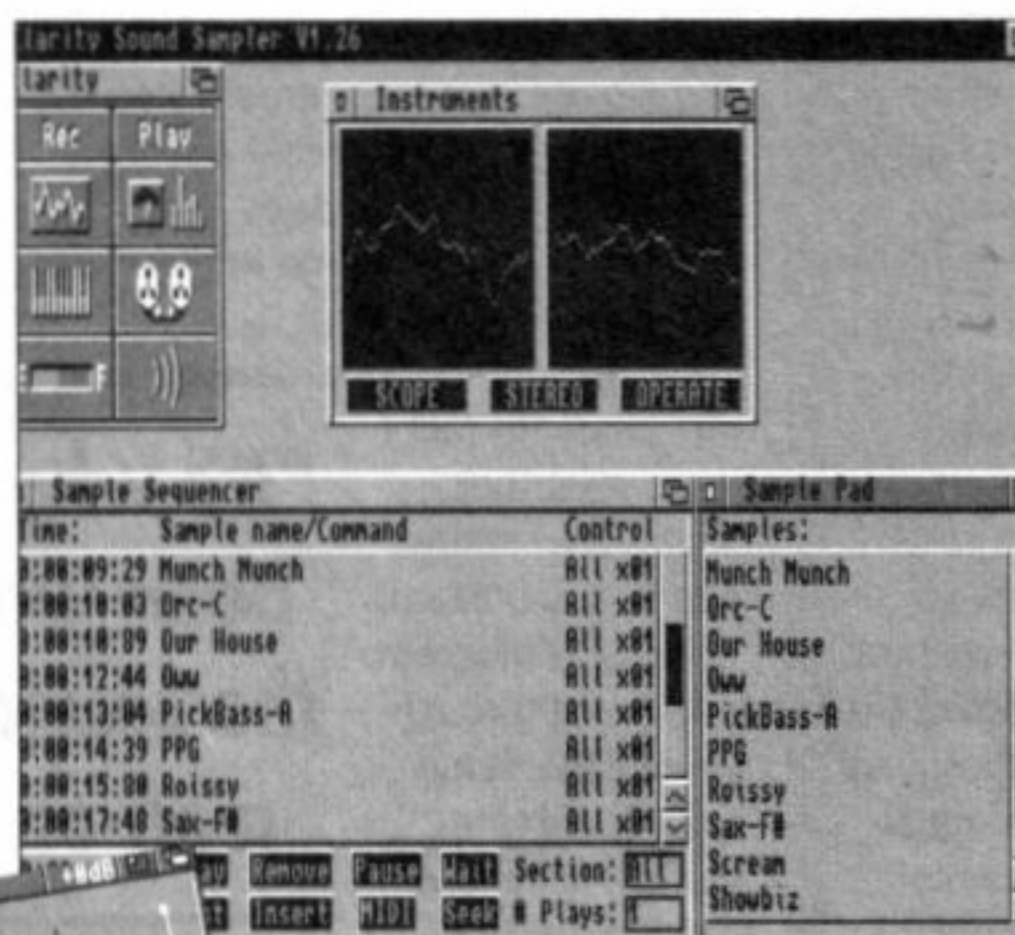 larity Sound Sampler V1.26
larity
Rec Play
E F
Instruments
SCOPE STEREO OPERATE
Sample Sequencer
Time: Sample name/Command Control
0:00:09:29 Munch Munch All x01
0:00:10:03 Orc-C All x01
0:00:10:89 Our House All x01
0:00:12:44 Oww All x01
0:00:13:04 PickBass-A All x01
0:00:14:39 PPG All x01
0:00:15:80 Roissy All x01
0:00:17:48 Sax-F# All x01
Remove Pause Wait Section: All
Insert MIDI Seek # Plays: 1
+0dB
Sample Pad
Samples:
Munch Munch
Orc-C
Our House
Oww
PickBass-A
PPG
Roissy
Sax-F#
Scream
Showbiz